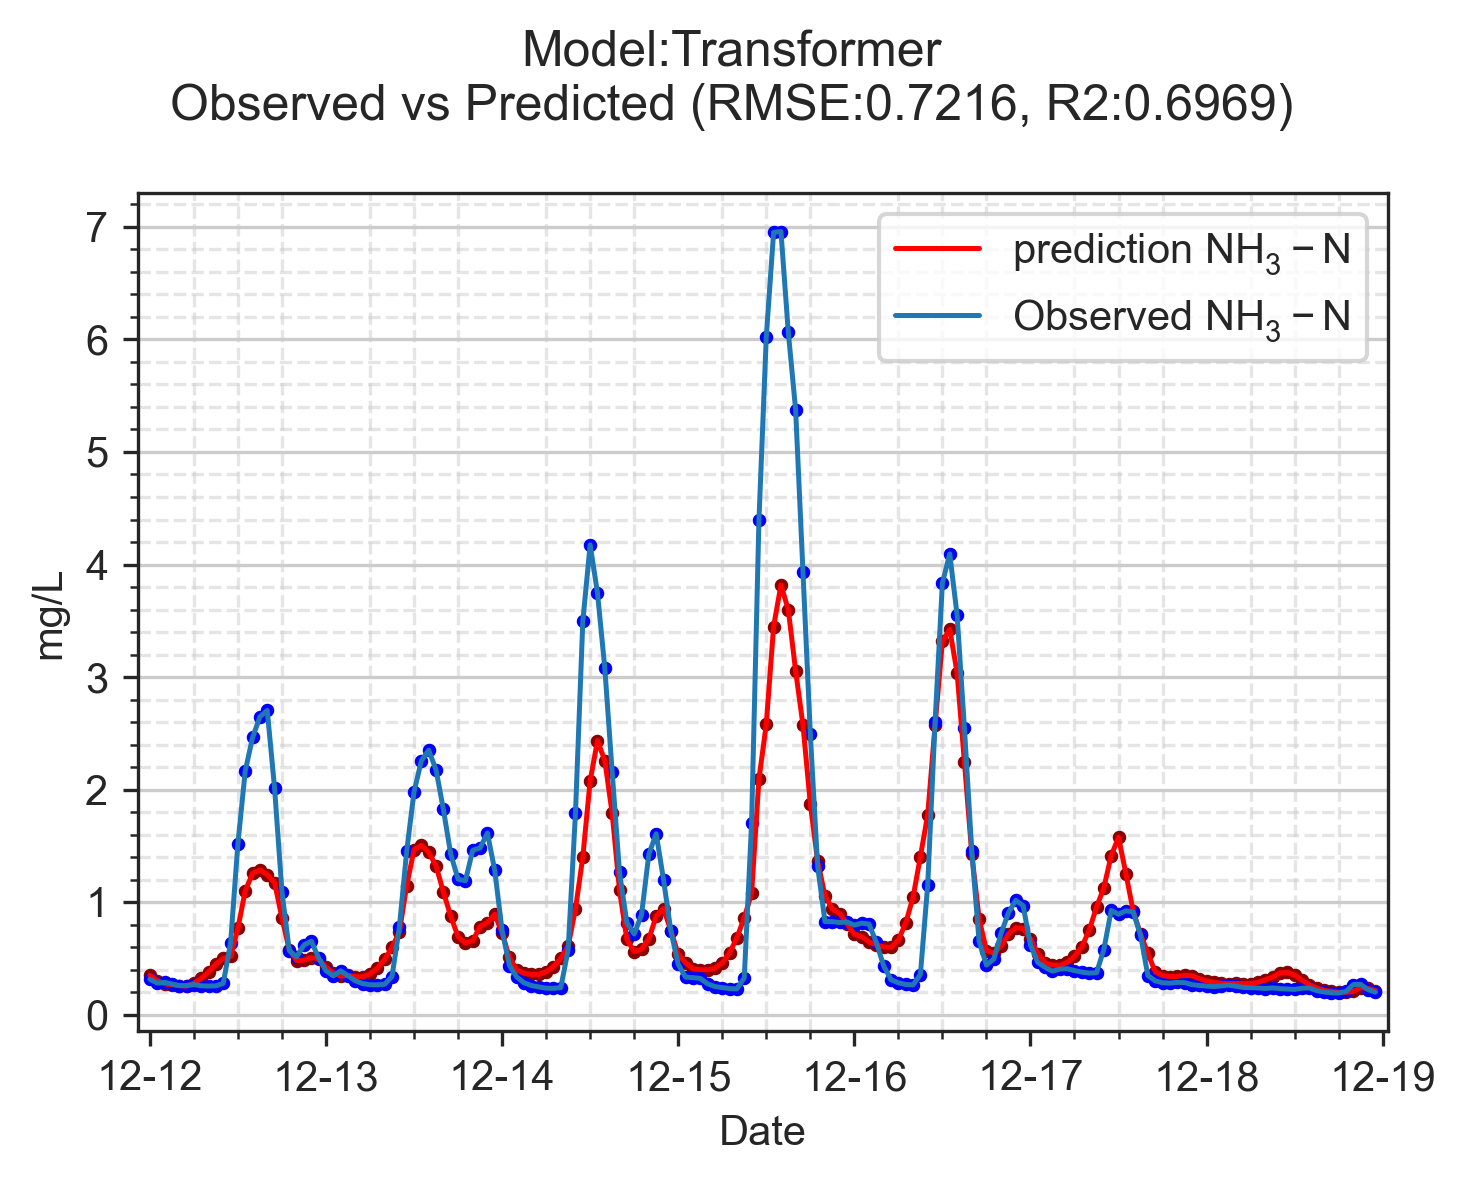 Model:Transformer
Observed vs Predicted (RMSE:0.7216, R2:0.6969)
prediction NH₃ − N
Observed NH₃ − N
mg/L
7
6
5
4
3
2
1
0
12-12 12-13 12-14 12-15 12-16 12-17 12-18 12-19
Date